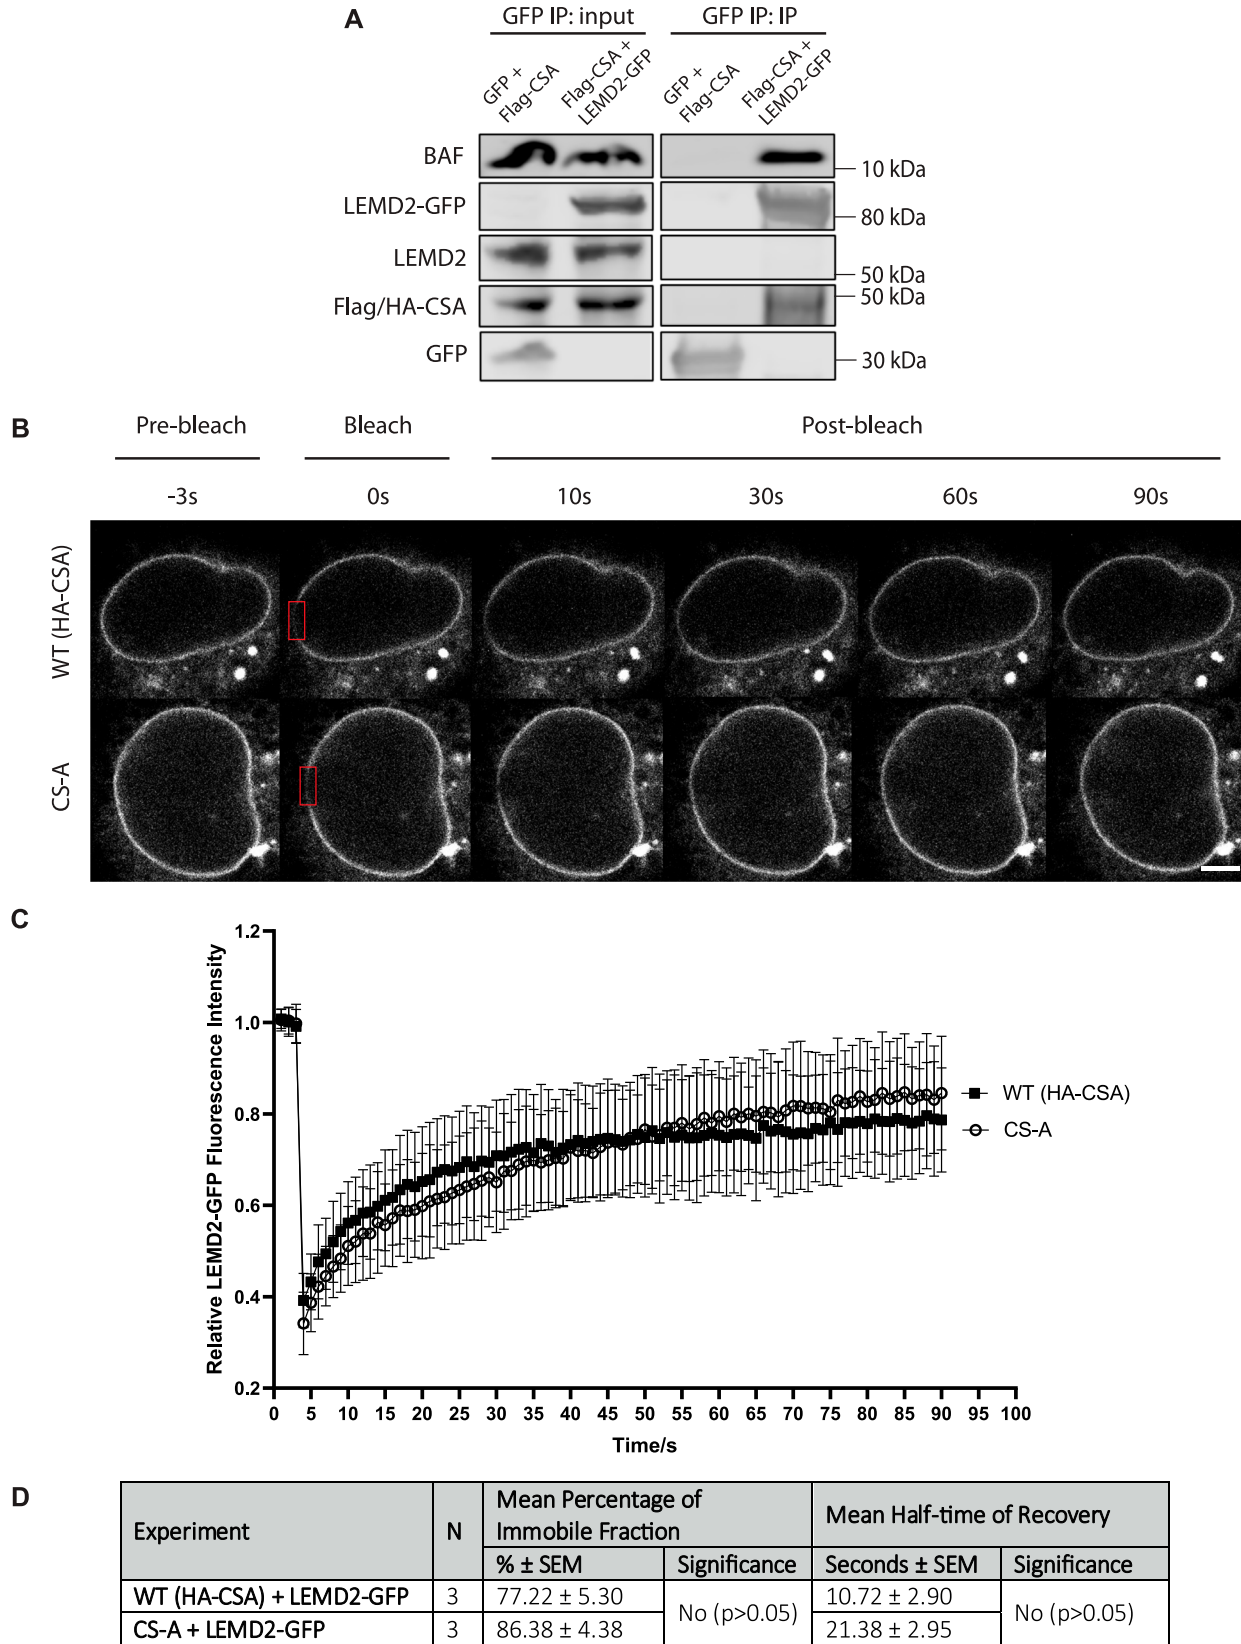 A
GFP IP: input
GFP IP: IP
GFP +
Flag-CSA
Flag-CSA +
LEMD2-GFP
GFP +
Flag-CSA
Flag-CSA +
LEMD2-GFP
BAF
10 kDa
LEMD2-GFP
80 kDa
LEMD2
50 kDa
Flag/HA-CSA
50 kDa
GFP
30 kDa
B
Pre-bleach
Bleach
Post-bleach
-3s
0s
10s
30s
60s
90s
WT (HA-CSA)
CS-A
C
Relative LEMD2-GFP Fluorescence Intensity
1.2
1.0
0.8
0.6
0.4
0.2
0 5 10 15 20 25 30 35 40 45 50 55 60 65 70 75 80 85 90 95 100
Time/s
WT (HA-CSA)
CS-A
D
Experiment
N
Mean Percentage of
Immobile Fraction
Mean Half-time of Recovery
% ± SEM
Significance
Seconds ± SEM
Significance
WT (HA-CSA) + LEMD2-GFP
3
77.22 ± 5.30
No (p>0.05)
10.72 ± 2.90
No (p>0.05)
CS-A + LEMD2-GFP
3
86.38 ± 4.38
21.38 ± 2.95